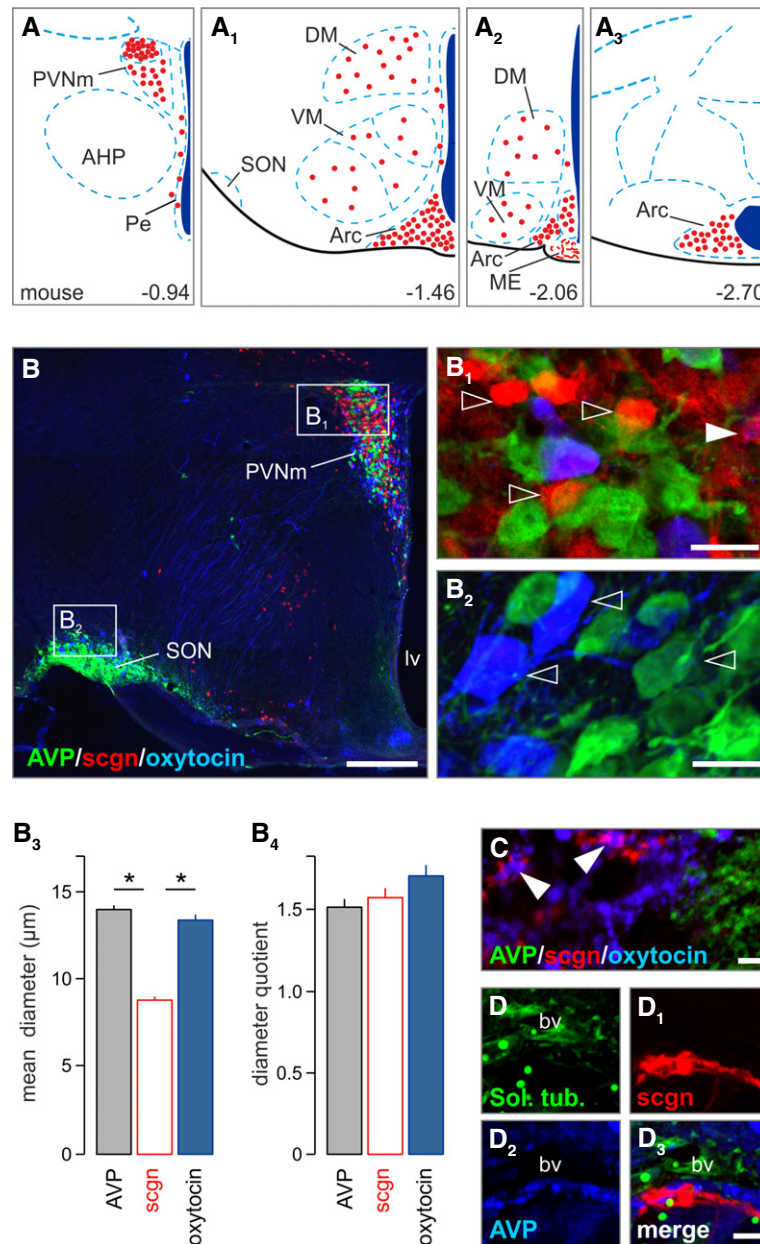 A
PVNm
AHP
Pe
mouse
-0.94
A1
DM
VM
SON
Arc
-1.46
A2
DM
VM
Arc
ME
-2.06
A3
Arc
-2.70
B
B1
PVNm
B2
SON
lv
AVP/scgn/oxytocin
B1
B2
B3
mean diameter (µm)
15
10
5
0
* *
AVP
scgn
oxytocin
B4
diameter quotient
1.5
1.0
0.5
0
AVP
scgn
oxytocin
C
AVP/scgn/oxytocin
D
bv
Sol. tub.
D1
scgn
D2
bv
AVP
D3
bv
merge